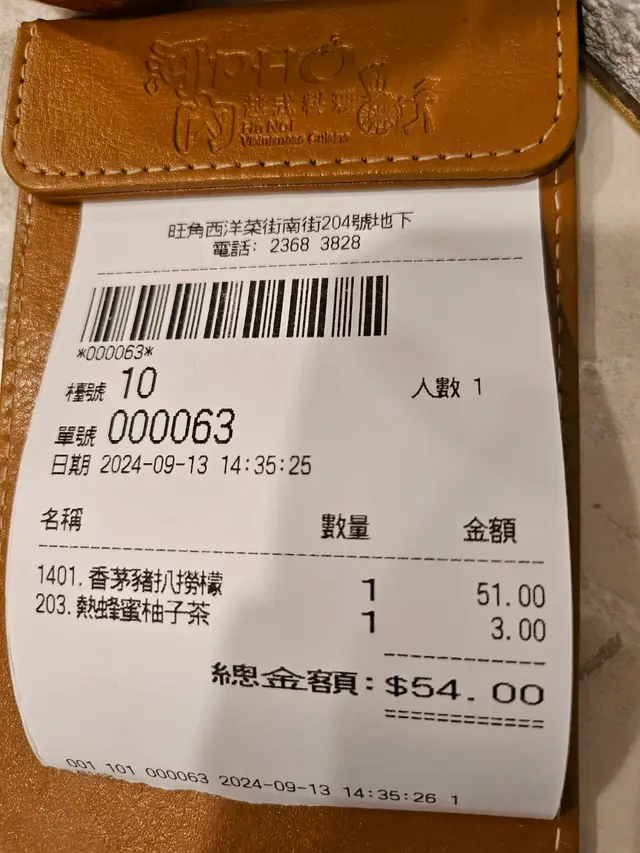 河內 PHỞ
越式料理
Ha Noi
Vietnamese Cuisine
旺角西洋菜街南街204號地下
電話: 2368 3828
*000063*
檯號 10
人數 1
單號 000063
日期 2024-09-13 14:35:25
名稱 數量 金額
1401. 香茅豬扒撈檬 1 51.00
203. 熱蜂蜜柚子茶 1 3.00
總金額: $54.00
001 101 000063 2024-09-13 14:35:26 1